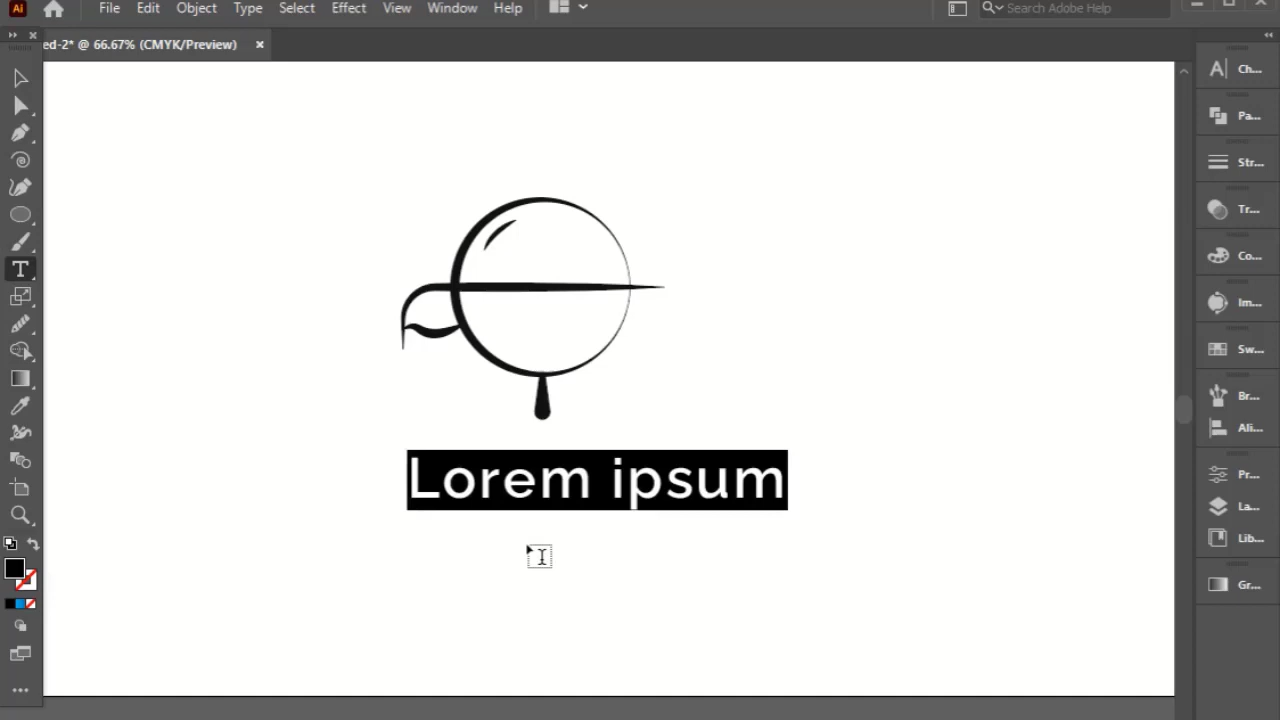 Ai File Edit Object Type Select Effect View Window Help Search Adobe Help
ed-2* @ 66.67% (CMYK/Preview) ×
Ch...
Pa...
Str...
Tr...
Co...
Im...
Sw...
Br...
Ali...
Pr...
La...
Lib...
Gr...
Lorem ipsum